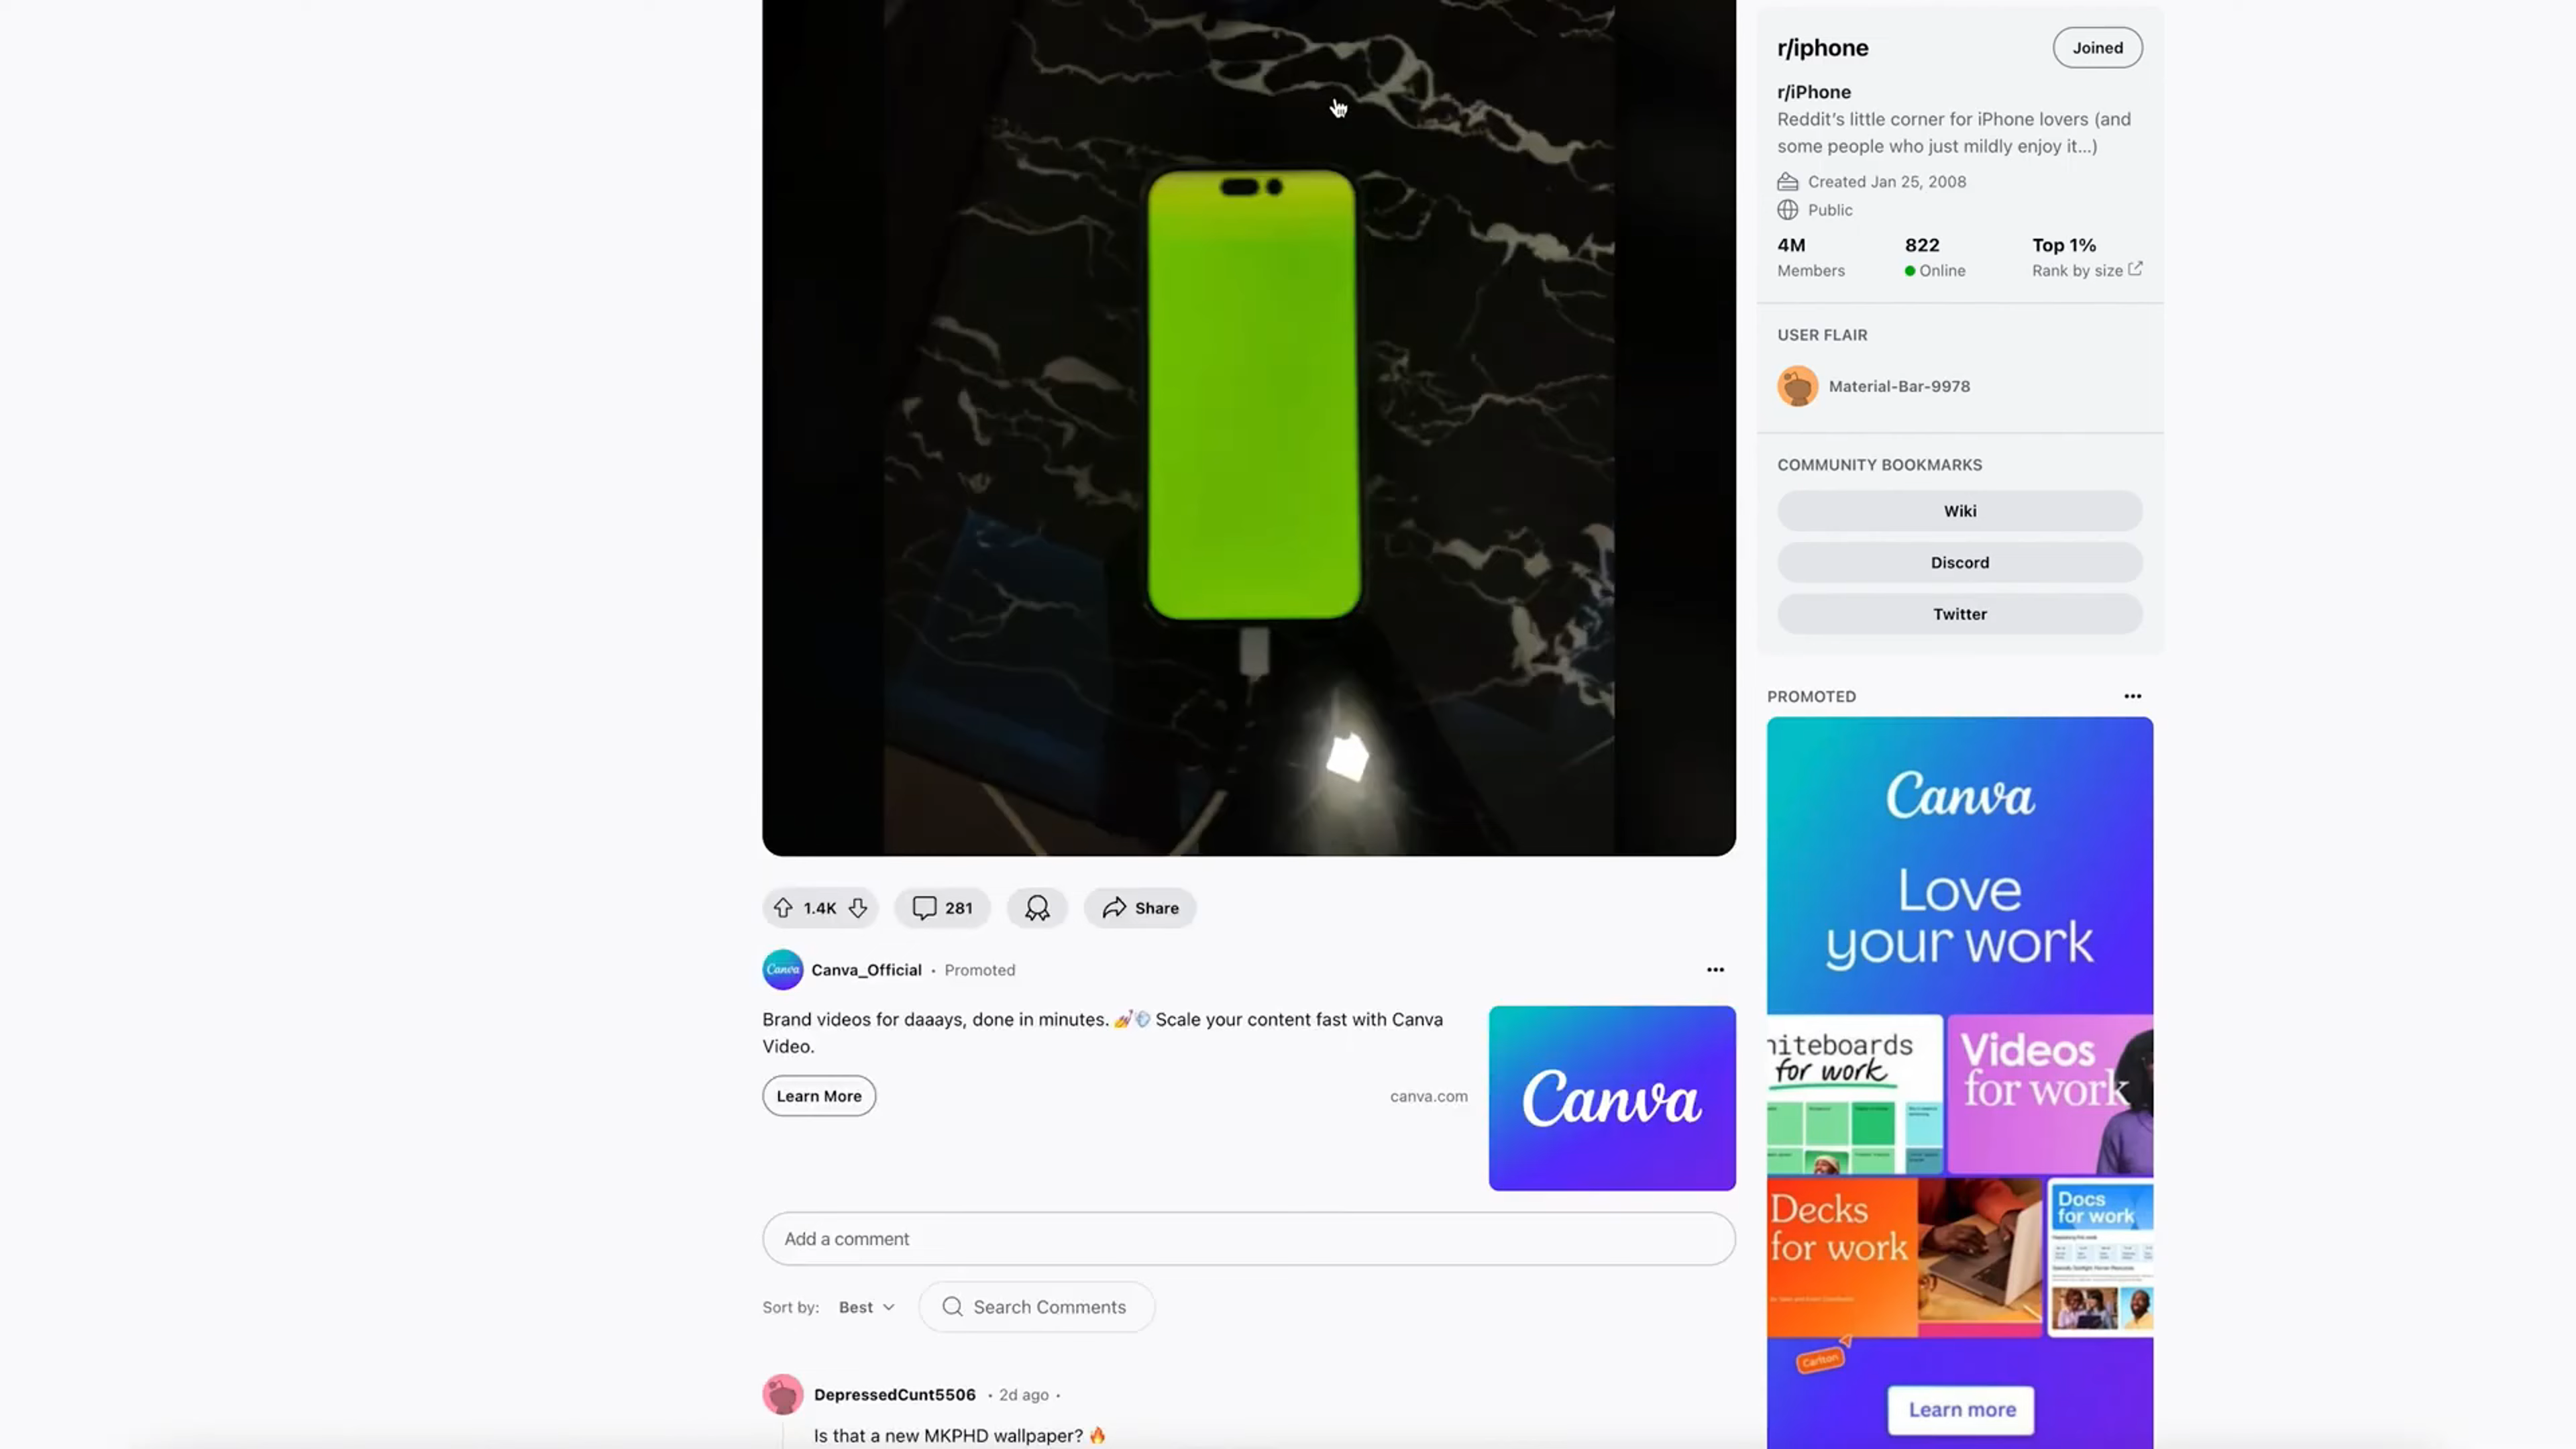 r/iphone
Joined
r/iPhone
Reddit's little corner for iPhone lovers (and
some people who just mildly enjoy it...)
Created Jan 25, 2008
Public
4M
822
Top 1%
Members
Online
Rank by size
USER FLAIR
Material-Bar-9978
COMMUNITY BOOKMARKS
Wiki
Discord
Twitter
PROMOTED
Canva
Love
your work
hiteboards
for work
Videos
for work
Decks
for work
Docs
for work
Carlton
Learn more
1.4K
281
Share
Canva
Canva_Official • Promoted
Brand videos for daaays, done in minutes. 💅💨 Scale your content fast with Canva
Video.
Learn More
canva.com
Canva
Add a comment
Sort by: Best
Search Comments
DepressedCunt5506 • 2d ago •
Is that a new MKPHD wallpaper? 🔥